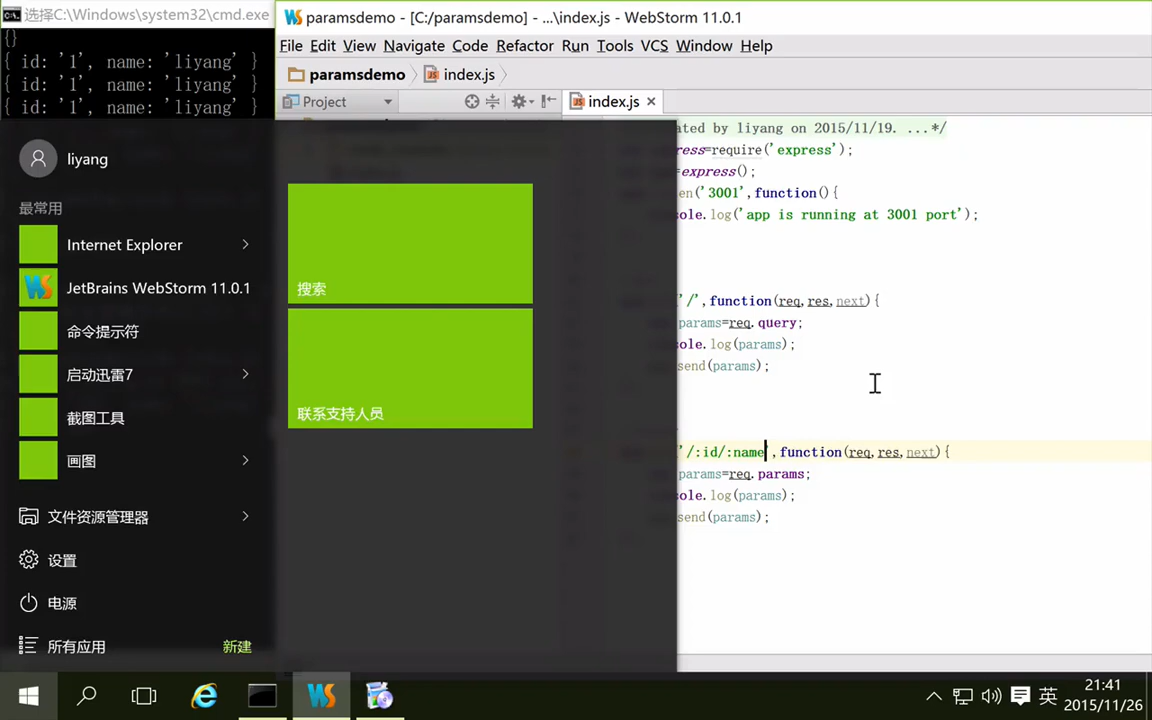 选择C:\Windows\system32\cmd.exe
{}
{ id: '1', name: 'liyang' }
{ id: '1', name: 'liyang' }
{ id: '1', name: 'liyang' }
paramsdemo - [C:/paramsdemo] - ...\index.js - WebStorm 11.0.1
File Edit View Navigate Code Refactor Run Tools VCS Window Help
paramsdemo index.js
Project
index.js
ated by liyang on 2015/11/19. ...*/
ress=require('express');
=express();
en('3001',function(){
sole.log('app is running at 3001 port');
'/',function(req,res,next){
params=req.query;
sole.log(params);
send(params);
'/:id/:name',function(req,res,next){
params=req.params;
sole.log(params);
send(params);
liyang
最常用
Internet Explorer
JetBrains WebStorm 11.0.1
命令提示符
启动迅雷7
截图工具
画图
文件资源管理器
设置
电源
所有应用
新建
搜索
联系支持人员
英
21:41
2015/11/26